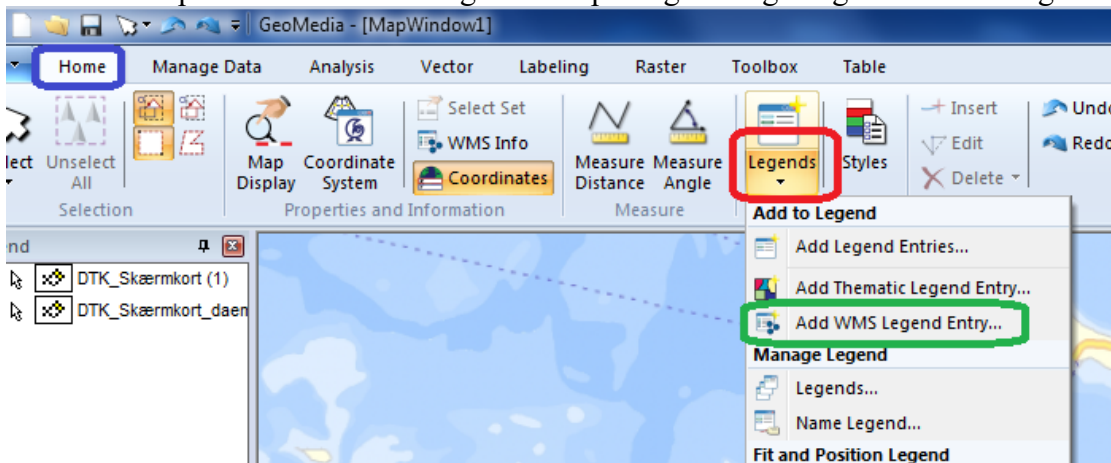 GeoMedia - [MapWindow1]
Home Manage Data Analysis Vector Labeling Raster Toolbox Table
Select Set
WMS Info
Coordinates
Unselect All
Map Display
Coordinate System
Measure Distance
Measure Angle
Legends
Styles
Insert
Edit
Delete
Selection
Properties and Information
Measure
Add to Legend
Add Legend Entries...
Add Thematic Legend Entry...
Add WMS Legend Entry...
Manage Legend
Legends...
Name Legend...
Fit and Position Legend
DTK_Skærmkort (1)
DTK_Skærmkort_daen